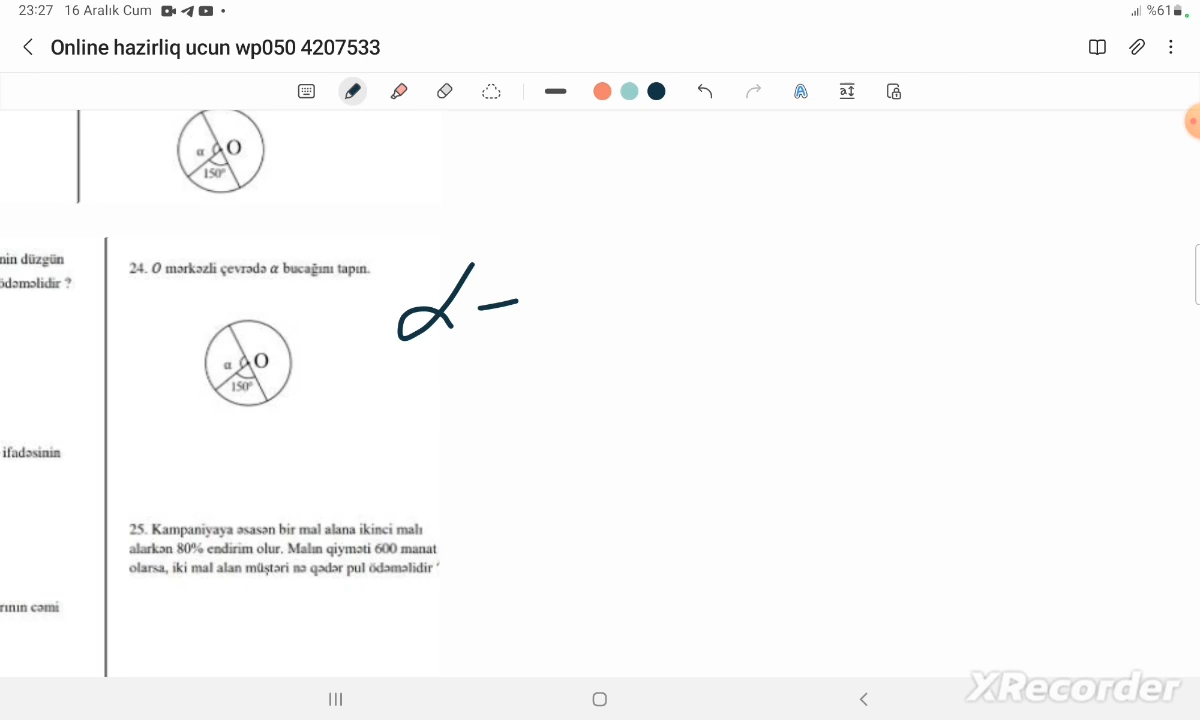 23:27 16 Aralık Cum • %61
Online hazirliq ucun wp050 4207533
α O
150°
nin düzgün
ödəməlidir ?
24. O mərkəzli çevrədə α bucağını tapın.
α -
α O
150°
ifadəsinin
25. Kampaniyaya əsasən bir mal alana ikinci malı
alarkən 80% endirim olur. Malın qiyməti 600 manat
olarsa, iki mal alan müştəri nə qədər pul ödəməlidir ?
rının cəmi
XRecorder